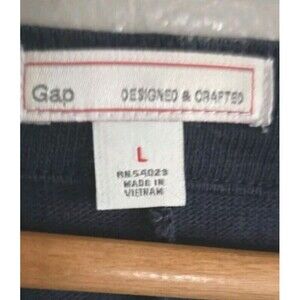 Gap DESIGNED & CRAFTED
L
RN54023
MADE IN
VIETNAM